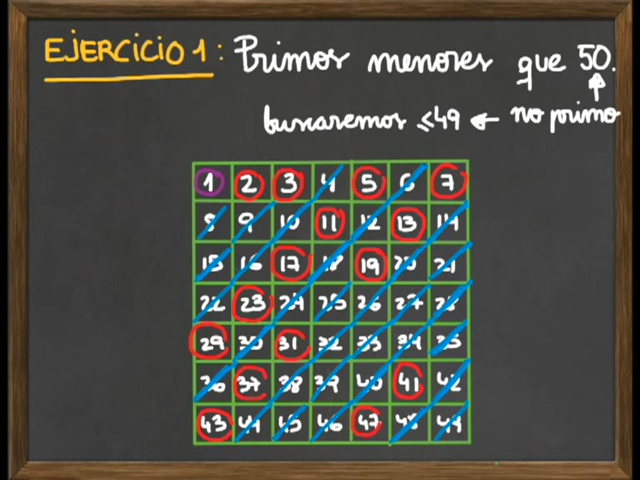 EJERCICIO 1: Primos menores que 50.
buscaremos ≤49 ← no primo
1 2 3 4 5 6 7
8 9 10 11 12 13 14
15 16 17 18 19 20 21
22 23 24 25 26 27 28
29 30 31 32 33 34 35
36 37 38 39 40 41 42
43 44 45 46 47 48 49